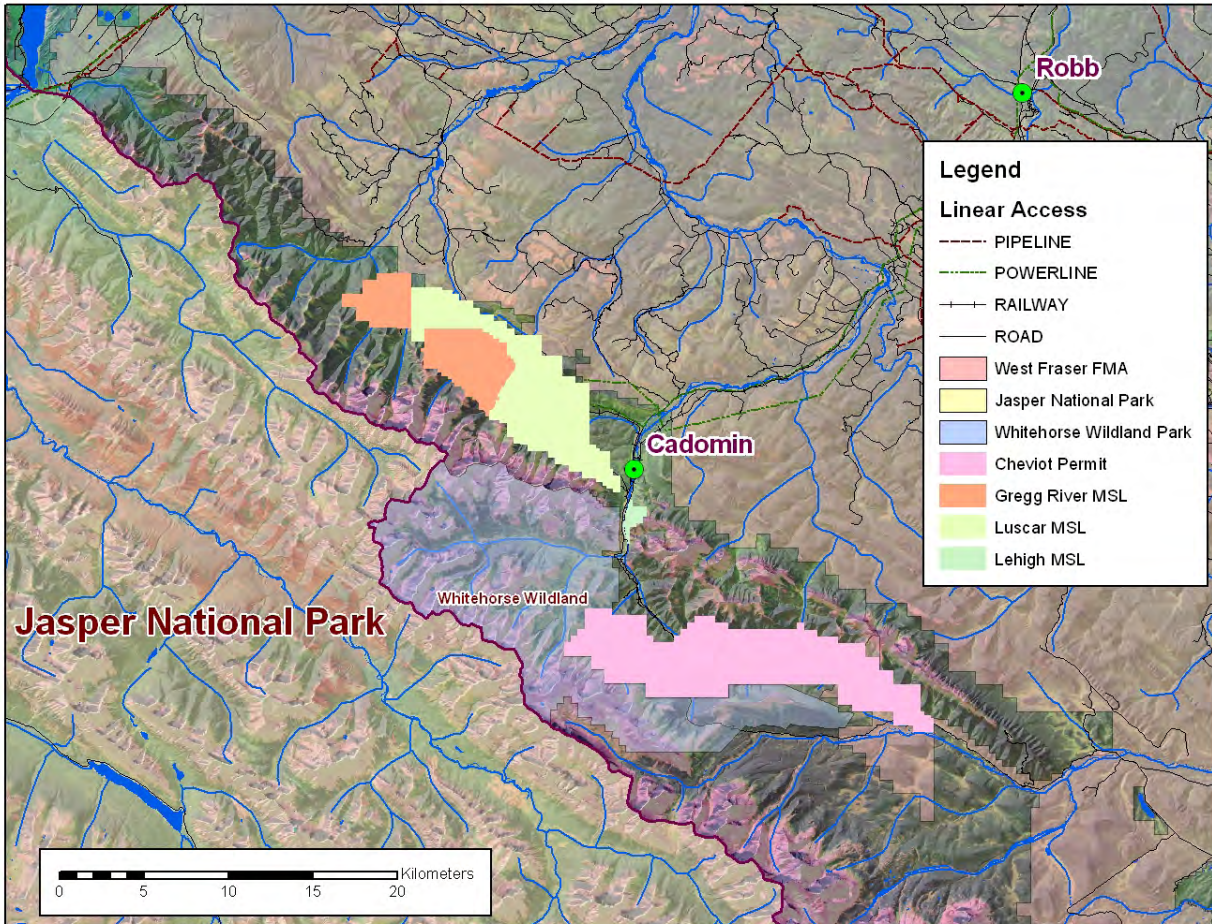 Robb
Legend
Linear Access
PIPELINE
POWERLINE
RAILWAY
ROAD
West Fraser FMA
Jasper National Park
Whitehorse Wildland Park
Cheviot Permit
Gregg River MSL
Luscar MSL
Lehigh MSL
Cadomin
Whitehorse Wildland
Jasper National Park
Kilometers
0 5 10 15 20